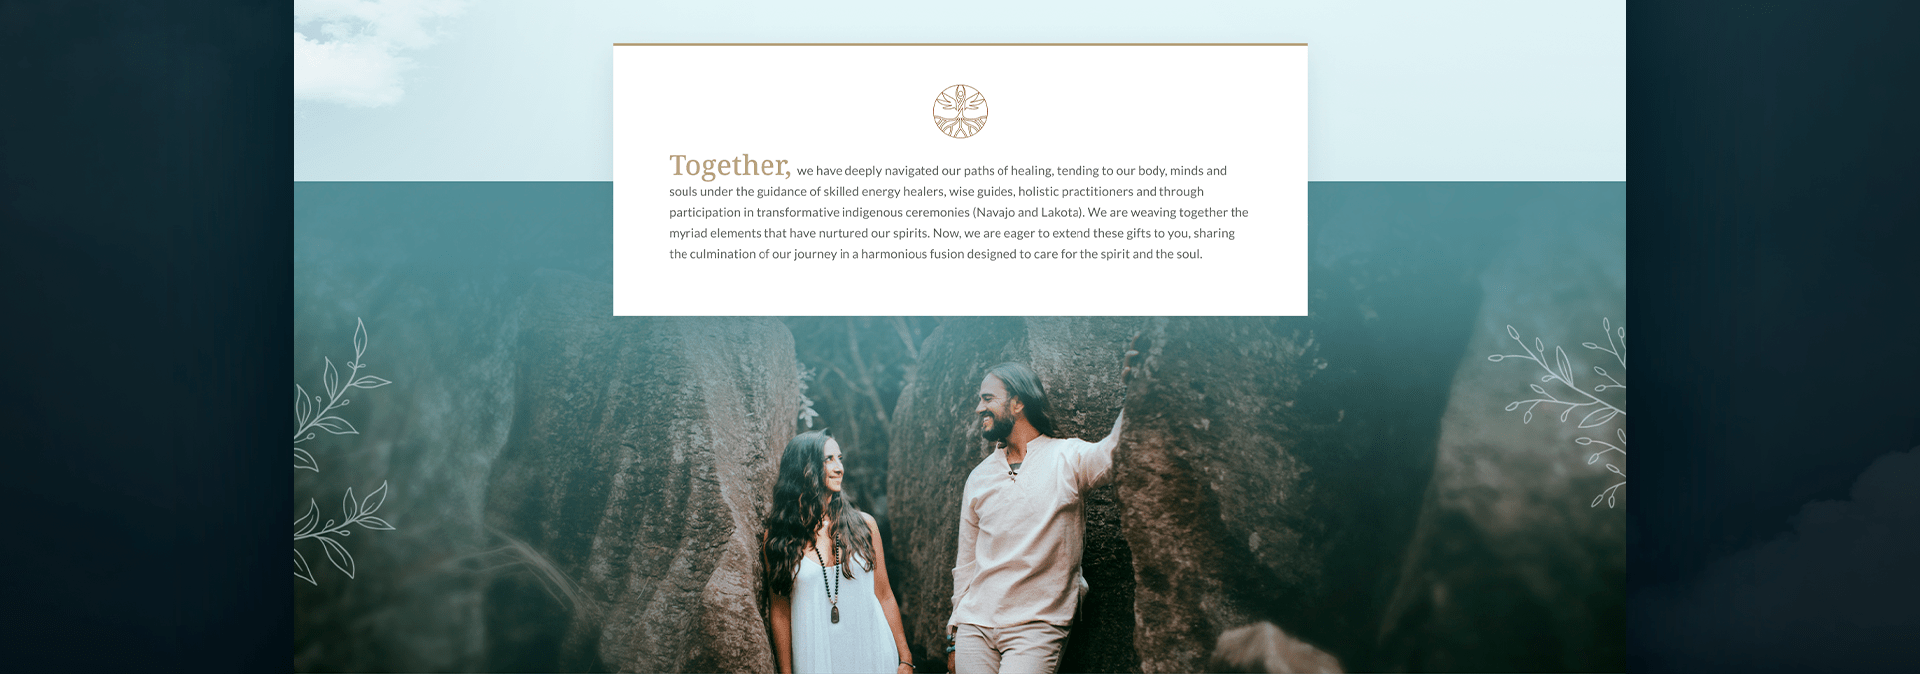 Together, we have deeply navigated our paths of healing, tending to our body, minds and
souls under the guidance of skilled energy healers, wise guides, holistic practitioners and through
participation in transformative indigenous ceremonies (Navajo and Lakota). We are weaving together the
myriad elements that have nurtured our spirits. Now, we are eager to extend these gifts to you, sharing
the culmination of our journey in a harmonious fusion designed to care for the spirit and the soul.